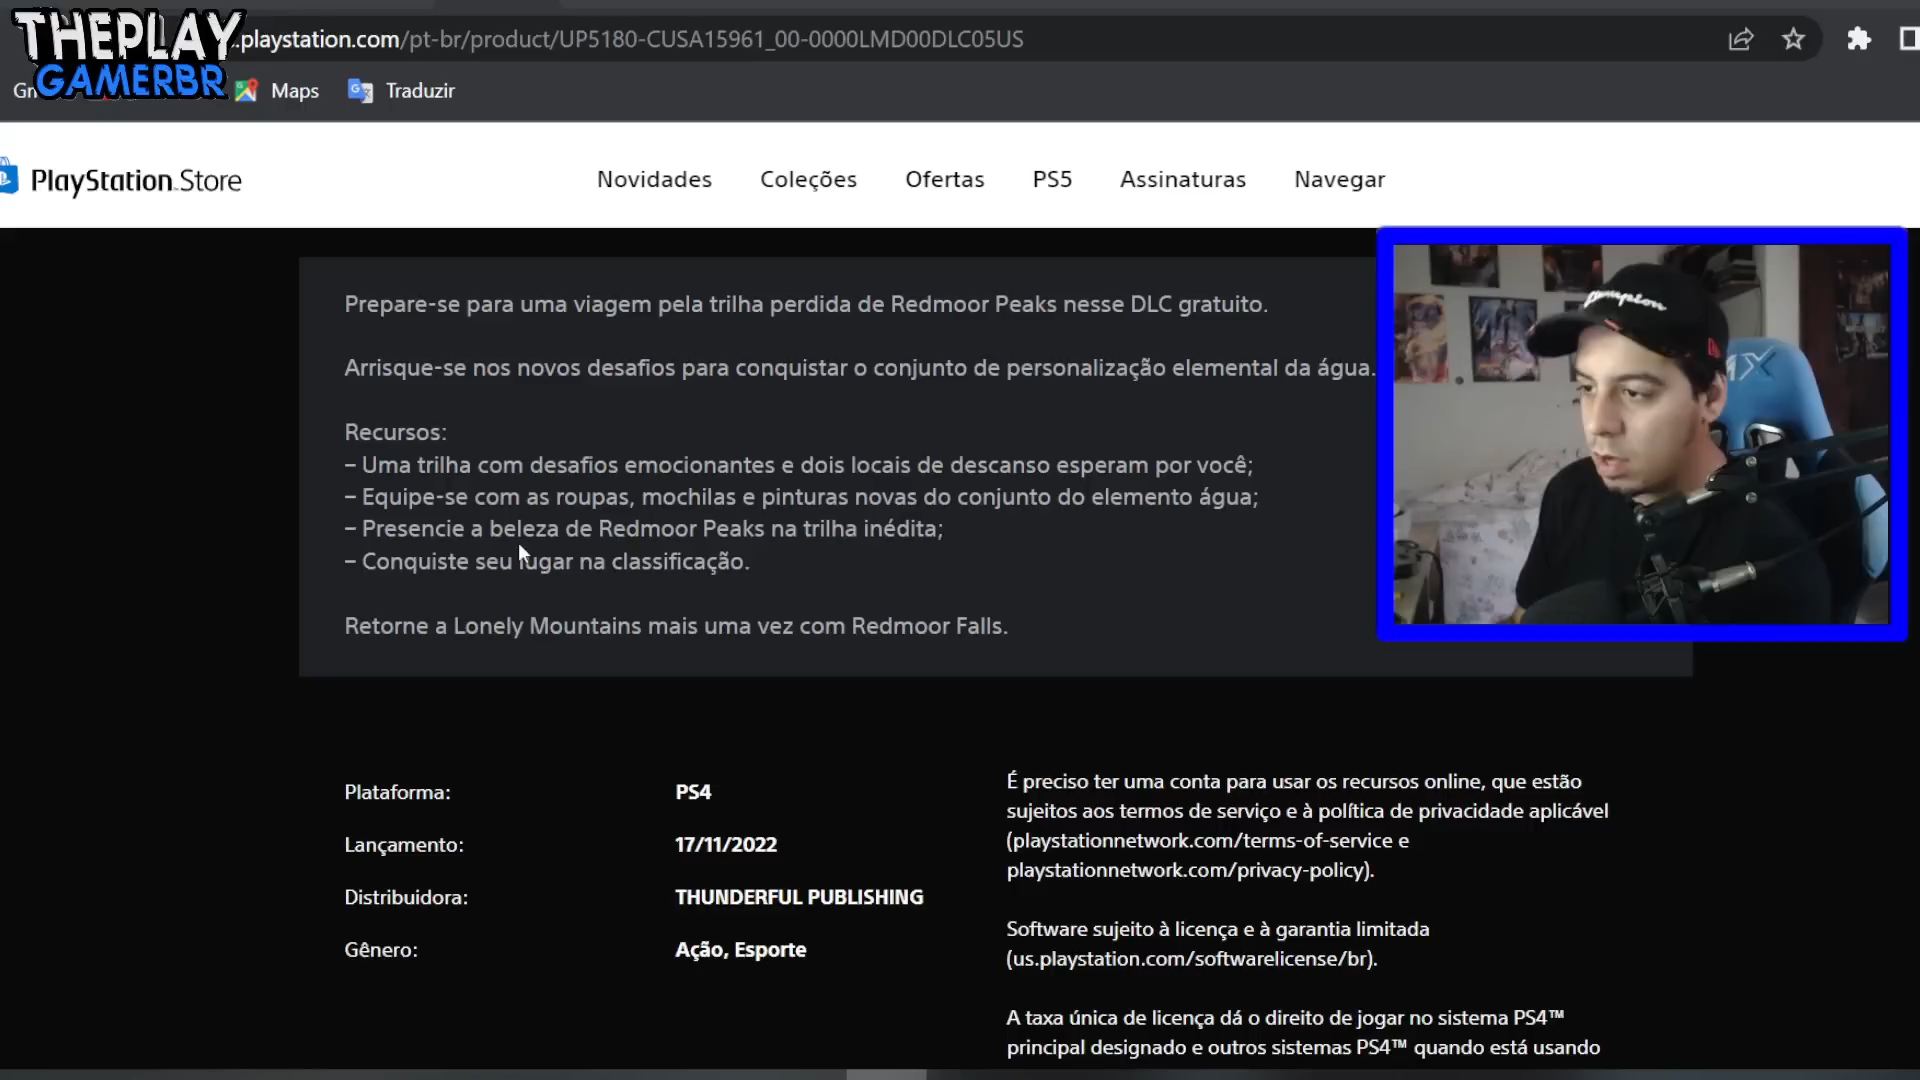 THEPLAY
GAMERBR
.playstation.com/pt-br/product/UP5180-CUSA15961_00-0000LMD00DLC05US
Maps
Traduzir
PlayStation Store
Novidades
Coleções
Ofertas
PS5
Assinaturas
Navegar
Prepare-se para uma viagem pela trilha perdida de Redmoor Peaks nesse DLC gratuito.
Arrisque-se nos novos desafios para conquistar o conjunto de personalização elemental da água.
Recursos:
– Uma trilha com desafios emocionantes e dois locais de descanso esperam por você;
– Equipe-se com as roupas, mochilas e pinturas novas do conjunto do elemento água;
– Presencie a beleza de Redmoor Peaks na trilha inédita;
– Conquiste seu lugar na classificação.
Retorne a Lonely Mountains mais uma vez com Redmoor Falls.
Champion
Plataforma: PS4
Lançamento: 17/11/2022
Distribuidora: THUNDERFUL PUBLISHING
Gênero: Ação, Esporte
É preciso ter uma conta para usar os recursos online, que estão
sujeitos aos termos de serviço e à política de privacidade aplicável
(playstationnetwork.com/terms-of-service e
playstationnetwork.com/privacy-policy).
Software sujeito à licença e à garantia limitada
(us.playstation.com/softwarelicense/br).
A taxa única de licença dá o direito de jogar no sistema PS4™
principal designado e outros sistemas PS4™ quando está usando